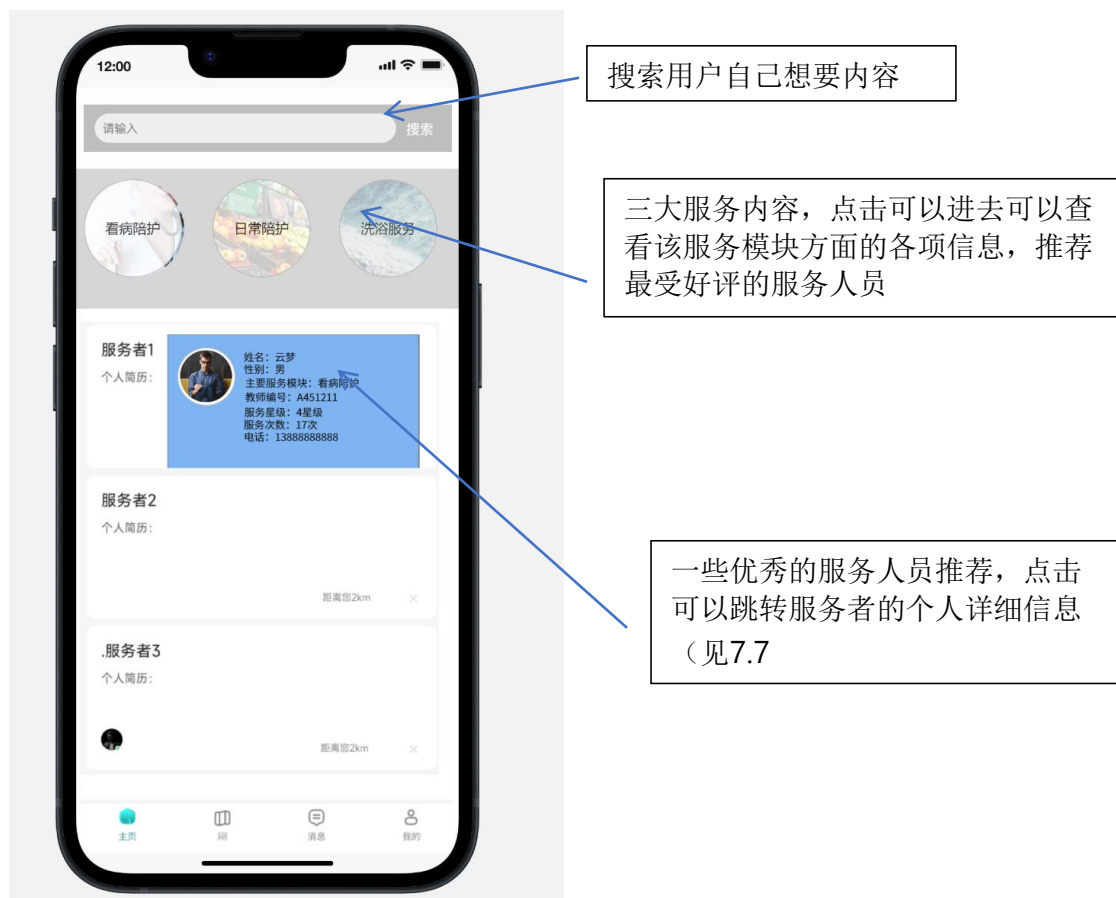 12:00
请输入
搜索
搜索用户自己想要内容
看病陪护
日常陪护
洗浴服务
三大服务内容，点击可以进去可以查
看该服务模块方面的各项信息，推荐
最受好评的服务人员
服务者1
个人简历：
姓名：云梦
性别：男
主要服务模块：看病陪护
教师编号：A451211
服务星级：4星级
服务次数：17次
电话：13888888888
服务者2
个人简历：
距离您2km
一些优秀的服务人员推荐，点击
可以跳转服务者的个人详细信息
（见7.7
.服务者3
个人简历：
距离您2km
主页
刷
消息
我的